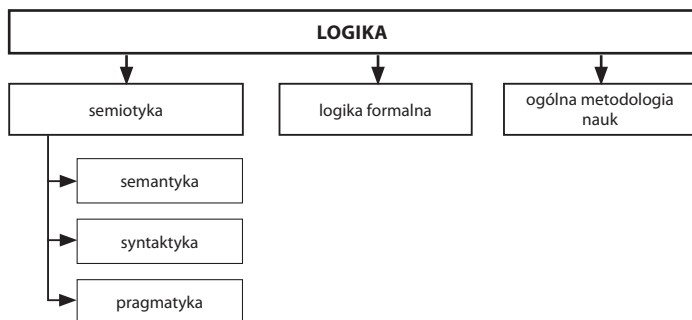 LOGIKA
semiotyka
logika formalna
ogólna metodologia
nauk
semantyka
syntaktyka
pragmatyka